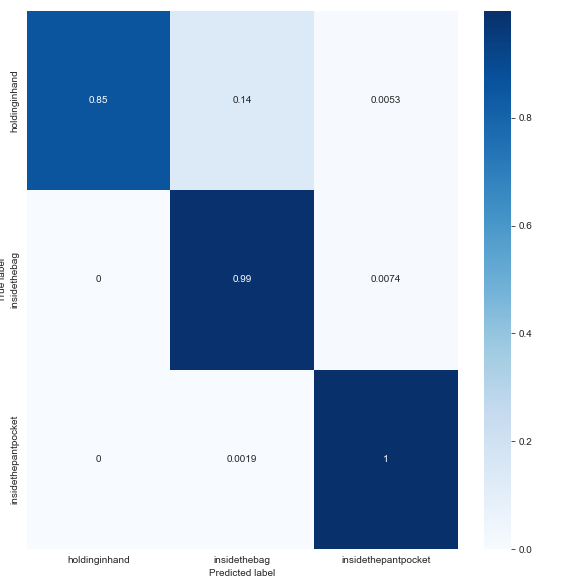 holdinginhand
0.85
0.14
0.0053
0.8
0.6
True label
insidethebag
0
0.99
0.0074
0.4
insidethepantpocket
0
0.0019
1
0.2
0.0
holdinginhand
insidethebag
insidethepantpocket
Predicted label